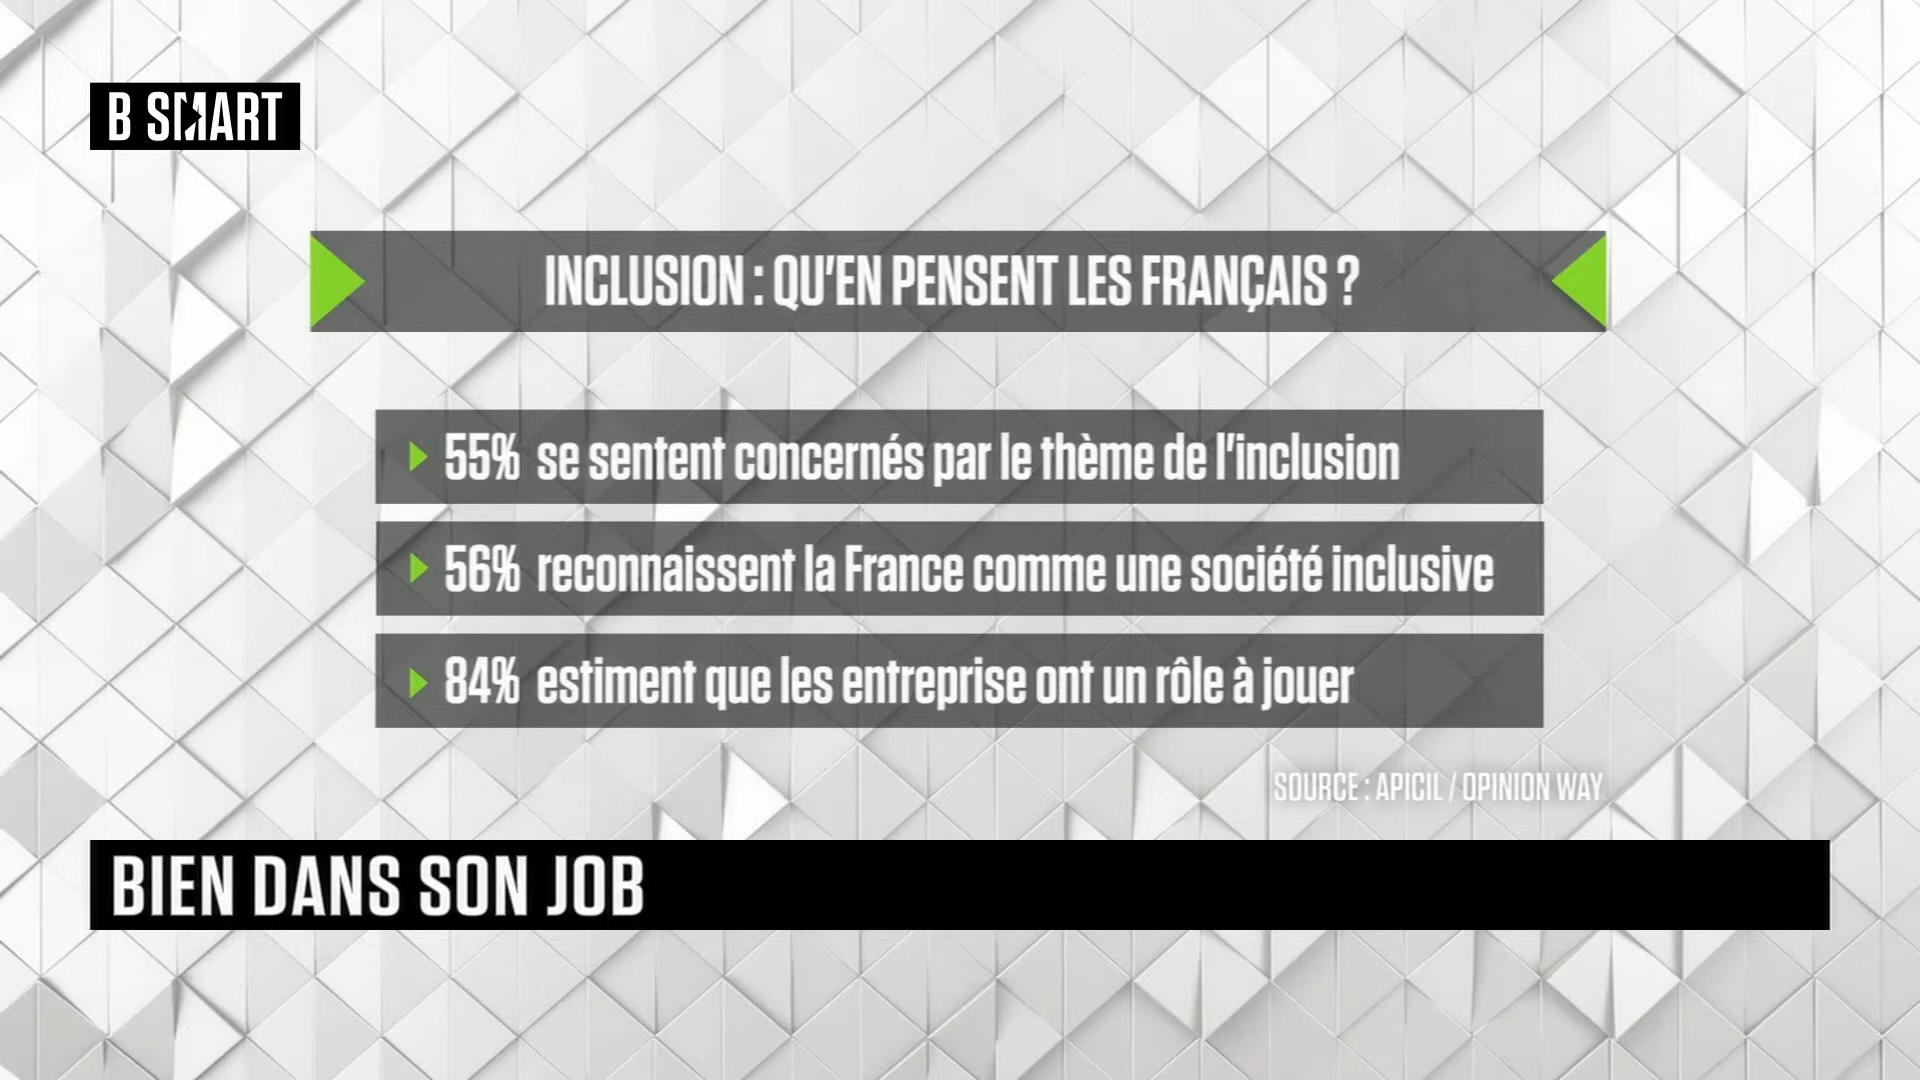 B SMART
INCLUSION : QU'EN PENSENT LES FRANÇAIS ?
55% se sentent concernés par le thème de l'inclusion
56% reconnaissent la France comme une société inclusive
84% estiment que les entreprise ont un rôle à jouer
SOURCE : APICIL / OPINION WAY
BIEN DANS SON JOB